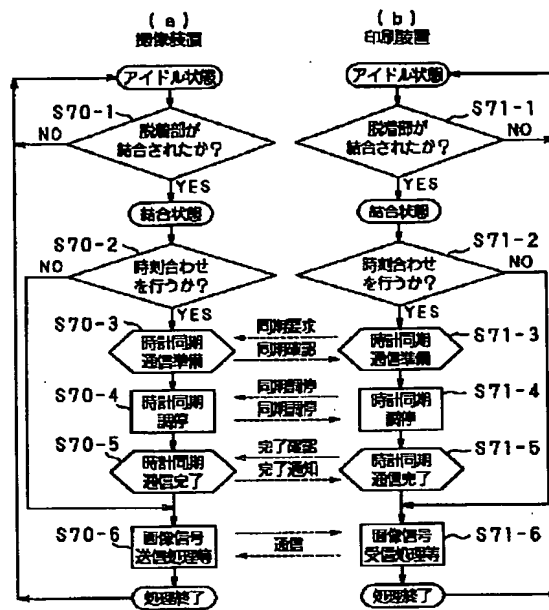 (a)
撮像装置
アイドル状態
S70-1
脱着部が
結合されたか?
NO
YES
結合状態
S70-2
時刻合わせ
を行うか?
NO
YES
S70-3
時計同期
通信準備
S70-4
時計同期
調停
S70-5
時計同期
通信完了
S70-6
画像信号
送信処理等
処理終了
同期要求
同期確認
同期調停
同期調停
完了確認
完了通知
通信
(b)
印刷装置
アイドル状態
S71-1
脱着部が
結合されたか?
NO
YES
結合状態
S71-2
時刻合わせ
を行うか?
NO
YES
S71-3
時計同期
通信準備
S71-4
時計同期
調停
S71-5
時計同期
通信完了
S71-6
画像信号
受信処理等
処理終了